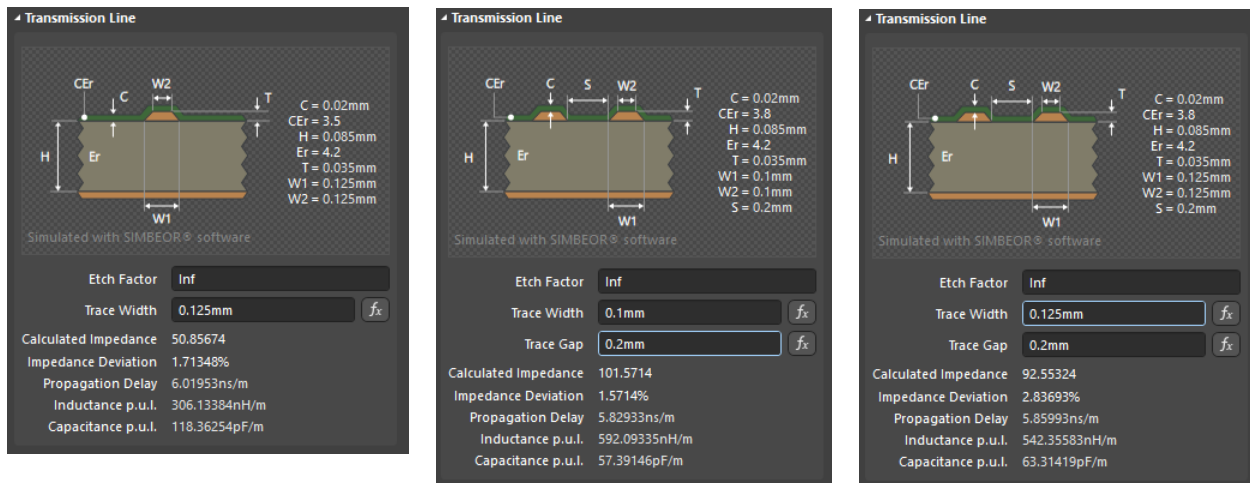 Transmission Line
CEr
C
W2
T
H
Er
W1
C = 0.02mm
CEr = 3.5
H = 0.085mm
Er = 4.2
T = 0.035mm
W1 = 0.125mm
W2 = 0.125mm
Simulated with SIMBEOR® software
Etch Factor Inf
Trace Width 0.125mm fx
Calculated Impedance 50.85674
Impedance Deviation 1.71348%
Propagation Delay 6.01953ns/m
Inductance p.u.l. 306.13384nH/m
Capacitance p.u.l. 118.36254pF/m
Transmission Line
CEr
C
S
W2
T
H
Er
W1
C = 0.02mm
CEr = 3.8
H = 0.085mm
Er = 4.2
T = 0.035mm
W1 = 0.1mm
W2 = 0.1mm
S = 0.2mm
Simulated with SIMBEOR® software
Etch Factor Inf
Trace Width 0.1mm fx
Trace Gap 0.2mm fx
Calculated Impedance 101.5714
Impedance Deviation 1.5714%
Propagation Delay 5.82933ns/m
Inductance p.u.l. 592.09335nH/m
Capacitance p.u.l. 57.39146pF/m
Transmission Line
CEr
C
S
W2
T
H
Er
W1
C = 0.02mm
CEr = 3.8
H = 0.085mm
Er = 4.2
T = 0.035mm
W1 = 0.125mm
W2 = 0.125mm
S = 0.2mm
Simulated with SIMBEOR® software
Etch Factor Inf
Trace Width 0.125mm fx
Trace Gap 0.2mm fx
Calculated Impedance 92.55324
Impedance Deviation 2.83693%
Propagation Delay 5.85993ns/m
Inductance p.u.l. 542.35583nH/m
Capacitance p.u.l. 63.31419pF/m